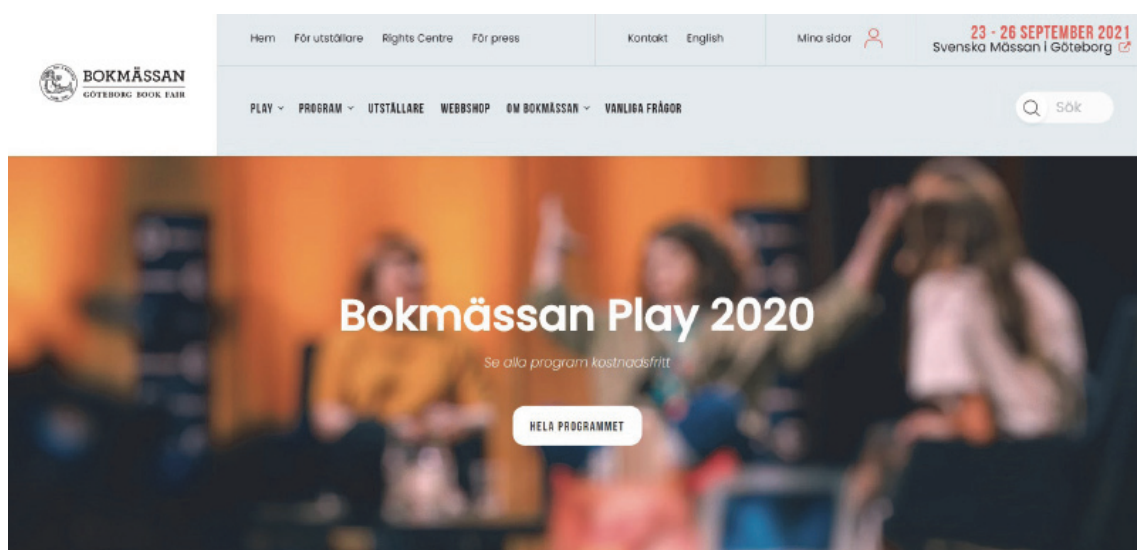 BOKMÄSSAN
GÖTEBORG BOOK FAIR
Hem För utställare Rights Centre För press Kontakt English Mina sidor
23 - 26 SEPTEMBER 2021
Svenska Mässan i Göteborg
PLAY PROGRAM UTSTÄLLARE WEBBSHOP OM BOKMÄSSAN VANLIGA FRÅGOR
Sök
Bokmässan Play 2020
Se alla program kostnadsfritt
HELA PROGRAMMET